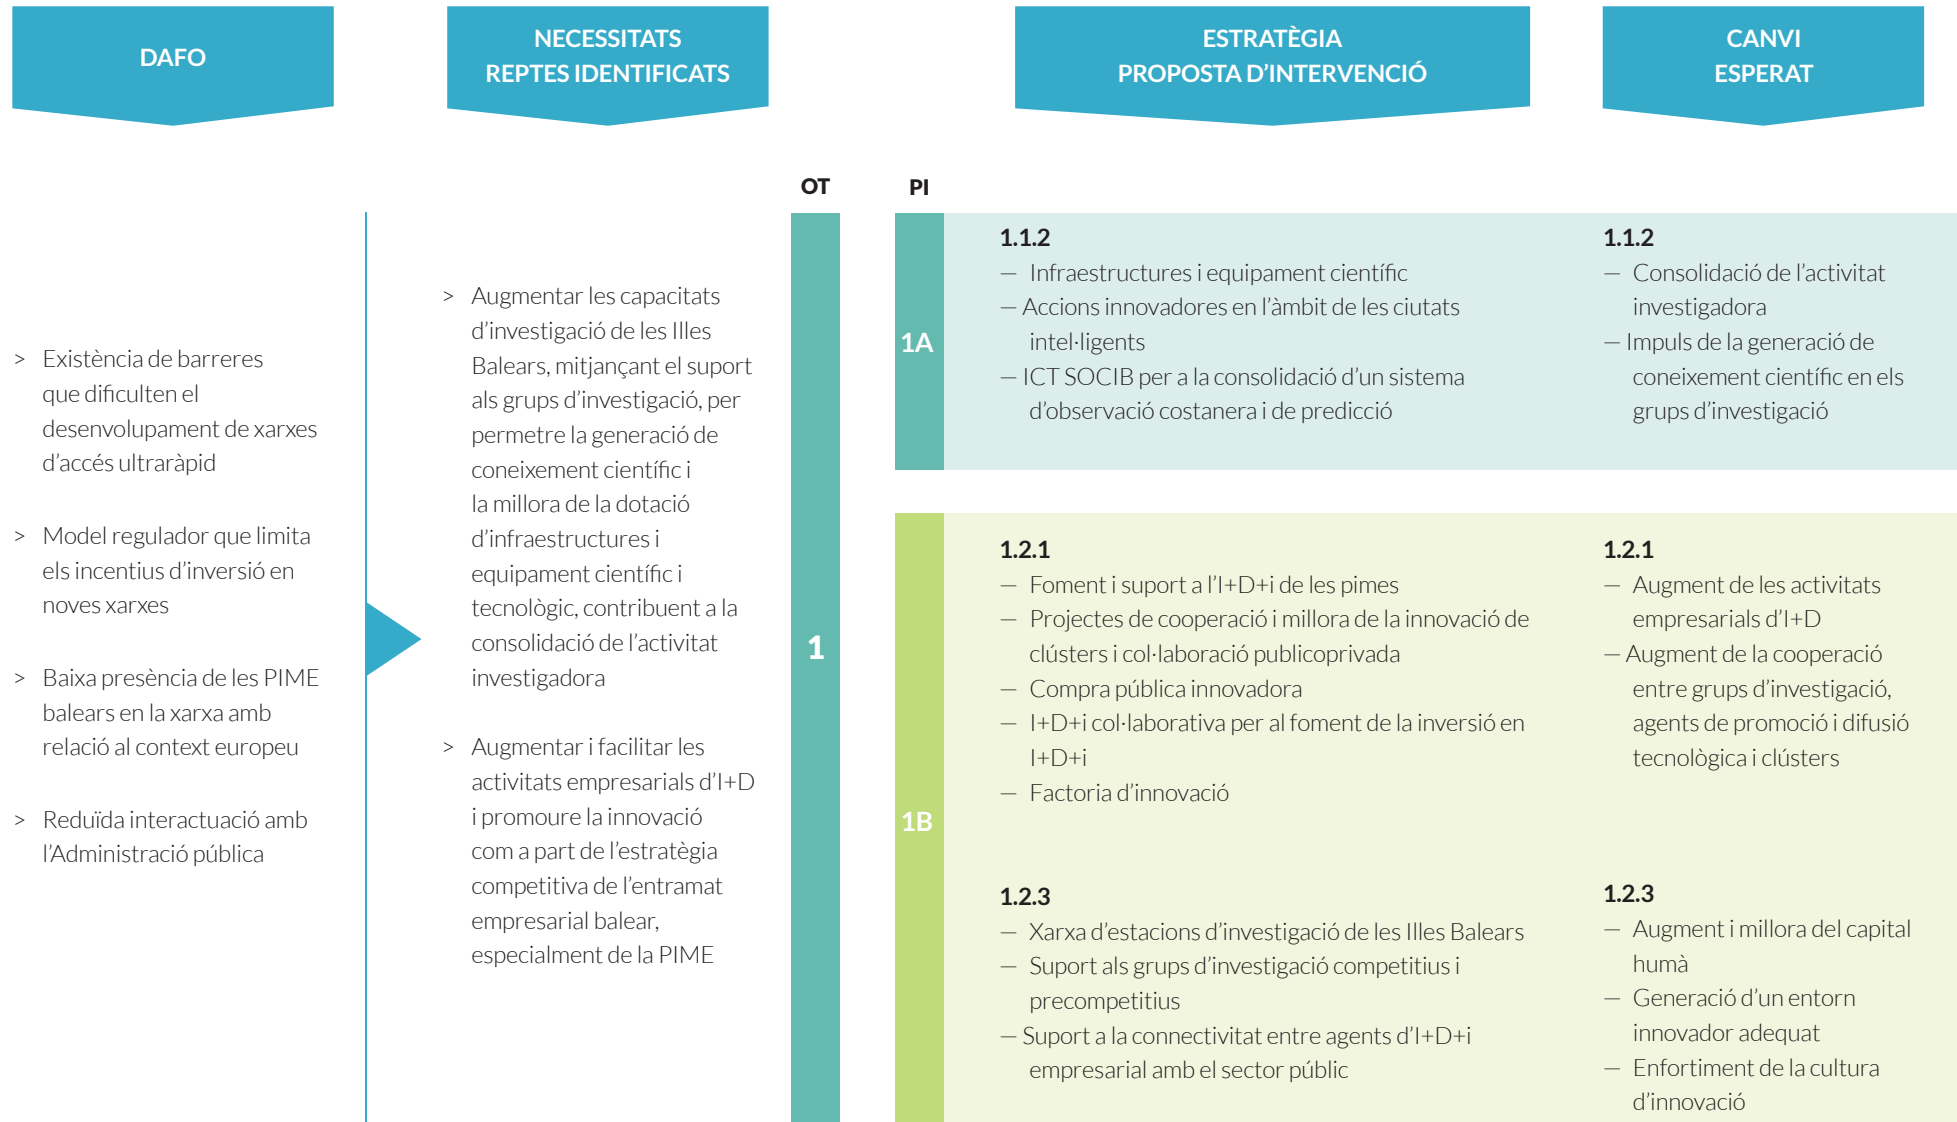 DAFO
NECESSITATS
REPTES IDENTIFICATS
ESTRATÈGIA
PROPOSTA D'INTERVENCIÓ
CANVI
ESPERAT
> Existència de barreres
que dificulten el
desenvolupament de xarxes
d'accés ultraràpid
> Model regulador que limita
els incentius d'inversió en
noves xarxes
> Baixa presència de les PIME
balears en la xarxa amb
relació al context europeu
> Reduïda interactuació amb
l'Administració pública
> Augmentar les capacitats
d'investigació de les Illes
Balears, mitjançant el suport
als grups d'investigació, per
permetre la generació de
coneixement científic i
la millora de la dotació
d'infraestructures i
equipament científic i
tecnològic, contribuent a la
consolidació de l'activitat
investigadora
> Augmentar i facilitar les
activitats empresarials d'I+D
i promoure la innovació
com a part de l'estratègia
competitiva de l'entramat
empresarial balear,
especialment de la PIME
OT
1
PI
1A
1.1.2
— Infraestructures i equipament científic
— Accions innovadores en l'àmbit de les ciutats
intel·ligents
— ICT SOCIB per a la consolidació d'un sistema
d'observació costanera i de predicció
1.1.2
— Consolidació de l'activitat
investigadora
— Impuls de la generació de
coneixement científic en els
grups d'investigació
1B
1.2.1
— Foment i suport a l'I+D+i de les pimes
— Projectes de cooperació i millora de la innovació de
clústers i col·laboració publicoprivada
— Compra pública innovadora
— I+D+i col·laborativa per al foment de la inversió en
I+D+i
— Factoria d'innovació
1.2.1
— Augment de les activitats
empresarials d'I+D
— Augment de la cooperació
entre grups d'investigació,
agents de promoció i difusió
tecnològica i clústers
1.2.3
— Xarxa d'estacions d'investigació de les Illes Balears
— Suport als grups d'investigació competitius i
precompetitius
— Suport a la connectivitat entre agents d'I+D+i
empresarial amb el sector públic
1.2.3
— Augment i millora del capital
humà
— Generació d'un entorn
innovador adequat
— Enfortiment de la cultura
d'innovació